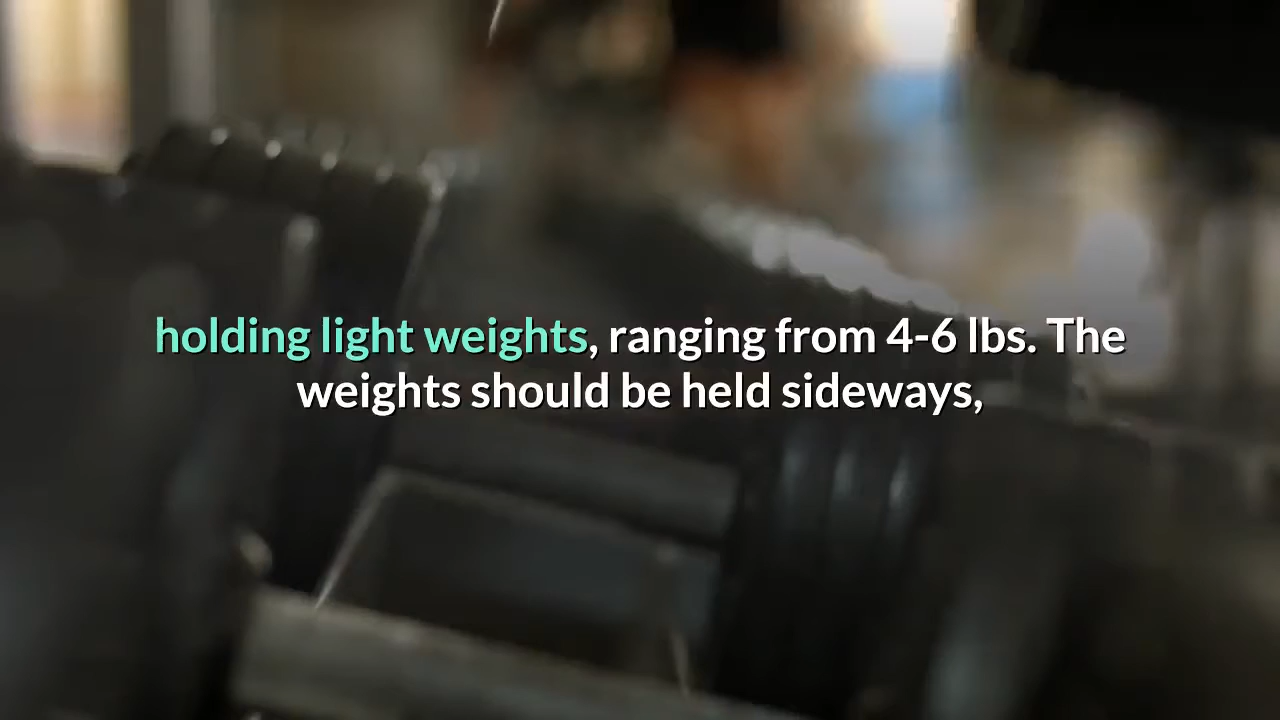 holding light weights, ranging from 4-6 lbs. The
weights should be held sideways,